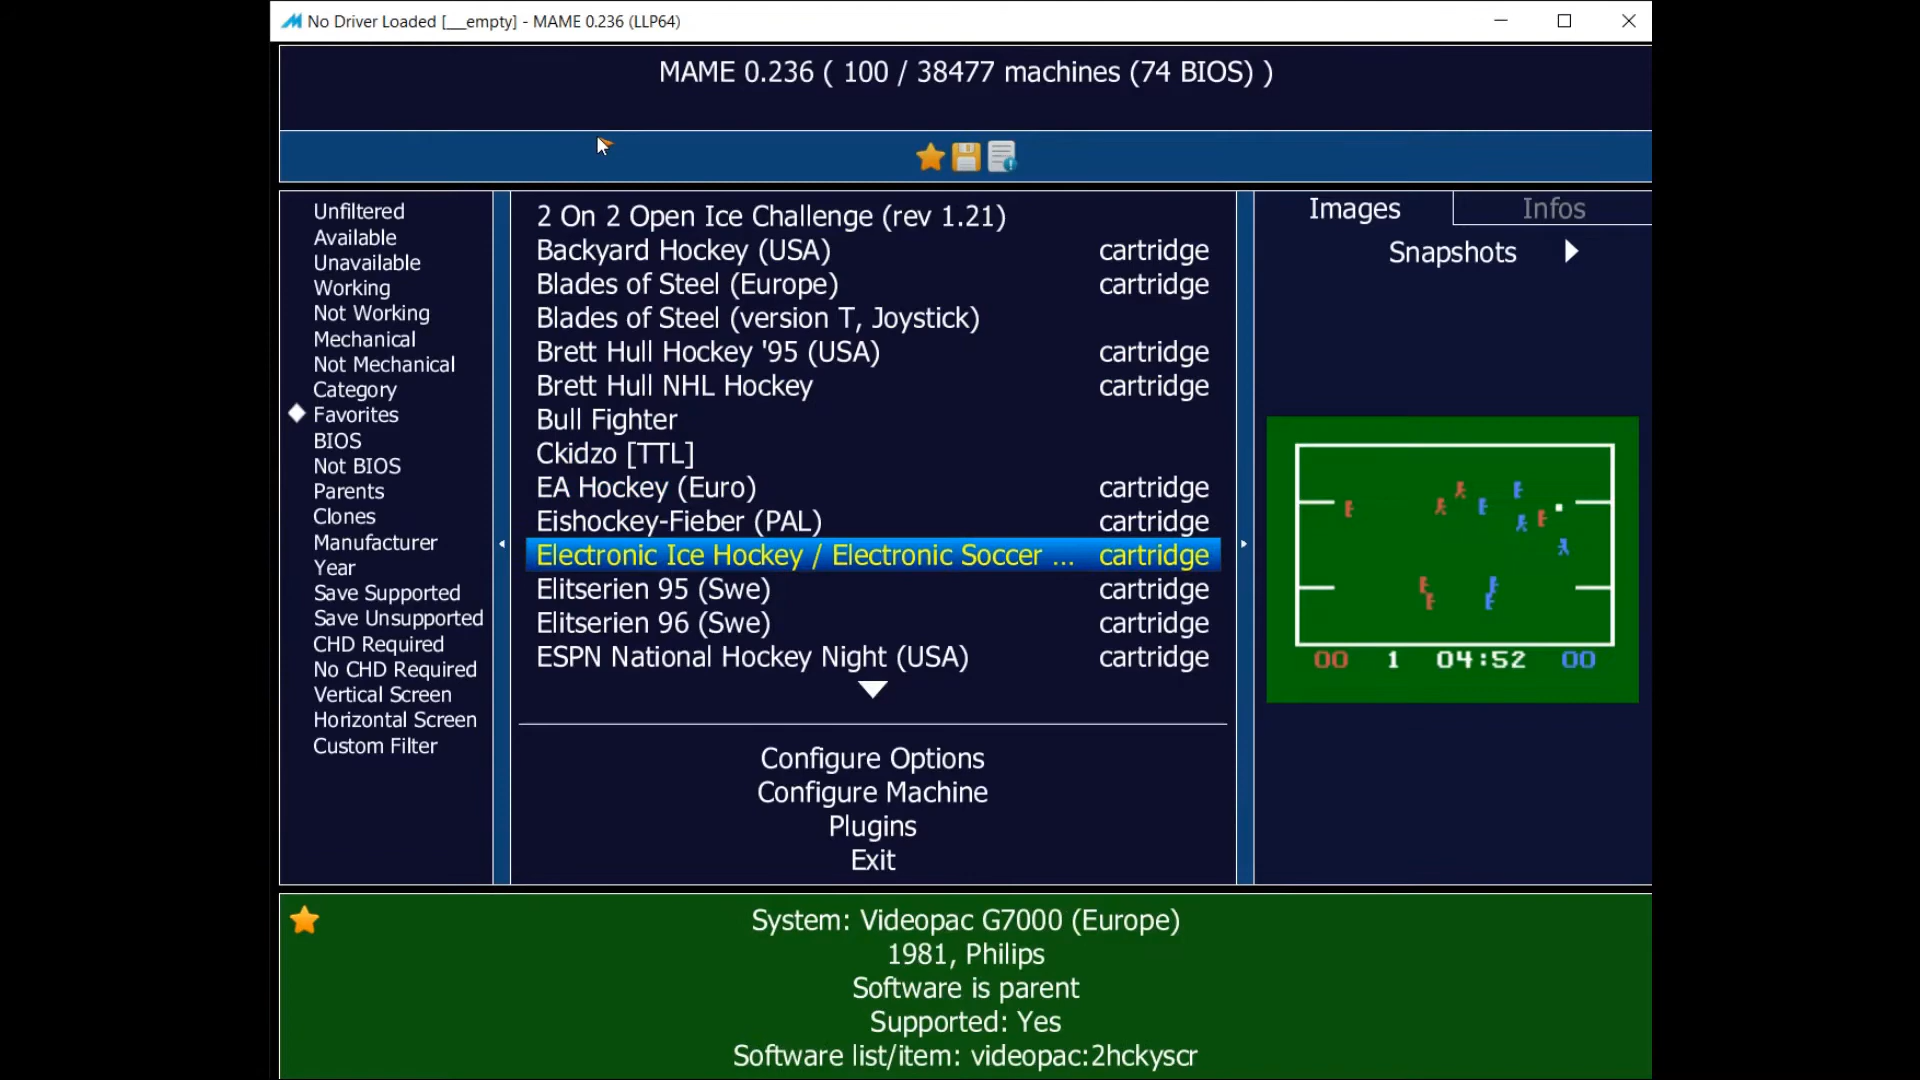 No Driver Loaded [__empty] - MAME 0.236 (LLP64)
MAME 0.236 ( 100 / 38477 machines (74 BIOS) )
Unfiltered
Available
Unavailable
Working
Not Working
Mechanical
Not Mechanical
Category
Favorites
BIOS
Not BIOS
Parents
Clones
Manufacturer
Year
Save Supported
Save Unsupported
CHD Required
No CHD Required
Vertical Screen
Horizontal Screen
Custom Filter
2 On 2 Open Ice Challenge (rev 1.21)
Backyard Hockey (USA) cartridge
Blades of Steel (Europe) cartridge
Blades of Steel (version T, Joystick)
Brett Hull Hockey '95 (USA) cartridge
Brett Hull NHL Hockey cartridge
Bull Fighter
Ckidzo [TTL]
EA Hockey (Euro) cartridge
Eishockey-Fieber (PAL) cartridge
Electronic Ice Hockey / Electronic Soccer ... cartridge
Elitserien 95 (Swe) cartridge
Elitserien 96 (Swe) cartridge
ESPN National Hockey Night (USA) cartridge
Configure Options
Configure Machine
Plugins
Exit
Images Infos
Snapshots
00 1 04:52 00
System: Videopac G7000 (Europe)
1981, Philips
Software is parent
Supported: Yes
Software list/item: videopac:2hckyscr